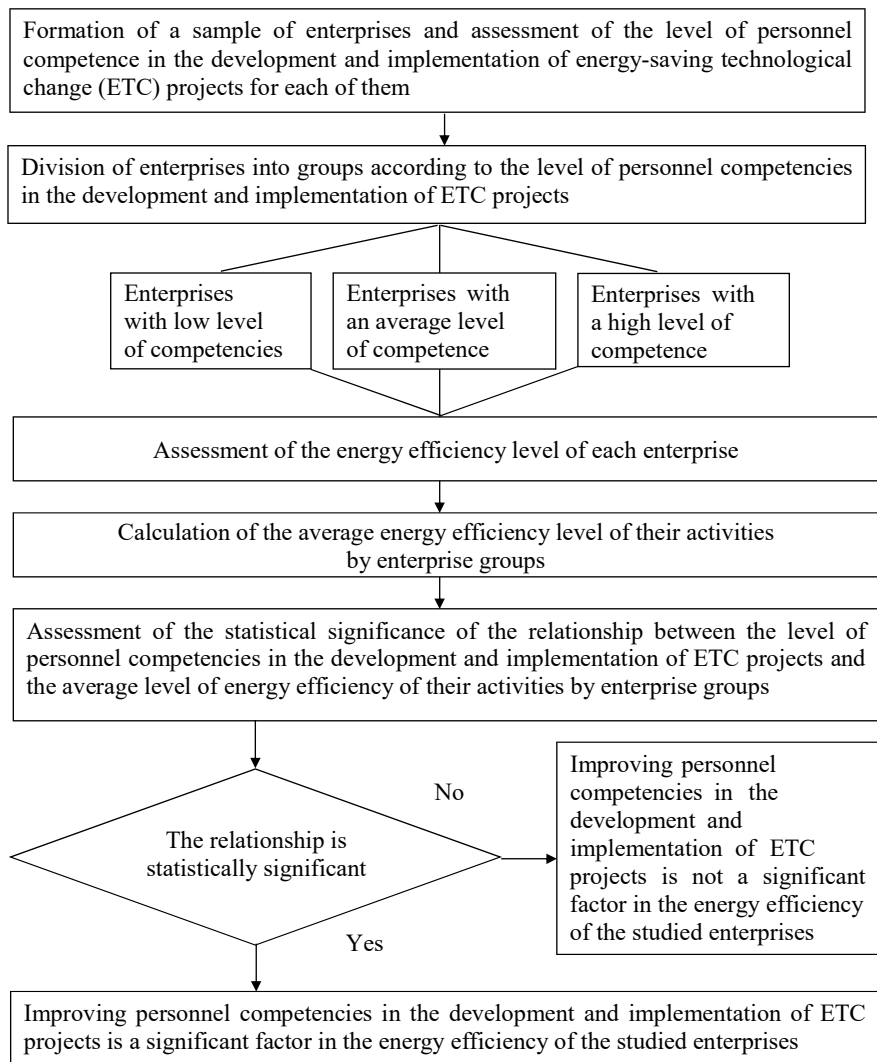 Formation of a sample of enterprises and assessment of the level of personnel
competence in the development and implementation of energy-saving technological
change (ETC) projects for each of them
Division of enterprises into groups according to the level of personnel competencies
in the development and implementation of ETC projects
Enterprises
with low level
of competencies
Enterprises with
an average level
of competence
Enterprises with
a high level of
competence
Assessment of the energy efficiency level of each enterprise
Calculation of the average energy efficiency level of their activities
by enterprise groups
Assessment of the statistical significance of the relationship between the level of
personnel competencies in the development and implementation of ETC projects and
the average level of energy efficiency of their activities by enterprise groups
The relationship is
statistically significant
No
Improving personnel
competencies in the
development and
implementation of ETC
projects is not a significant
factor in the energy efficiency
of the studied enterprises
Yes
Improving personnel competencies in the development and implementation of ETC
projects is a significant factor in the energy efficiency of the studied enterprises